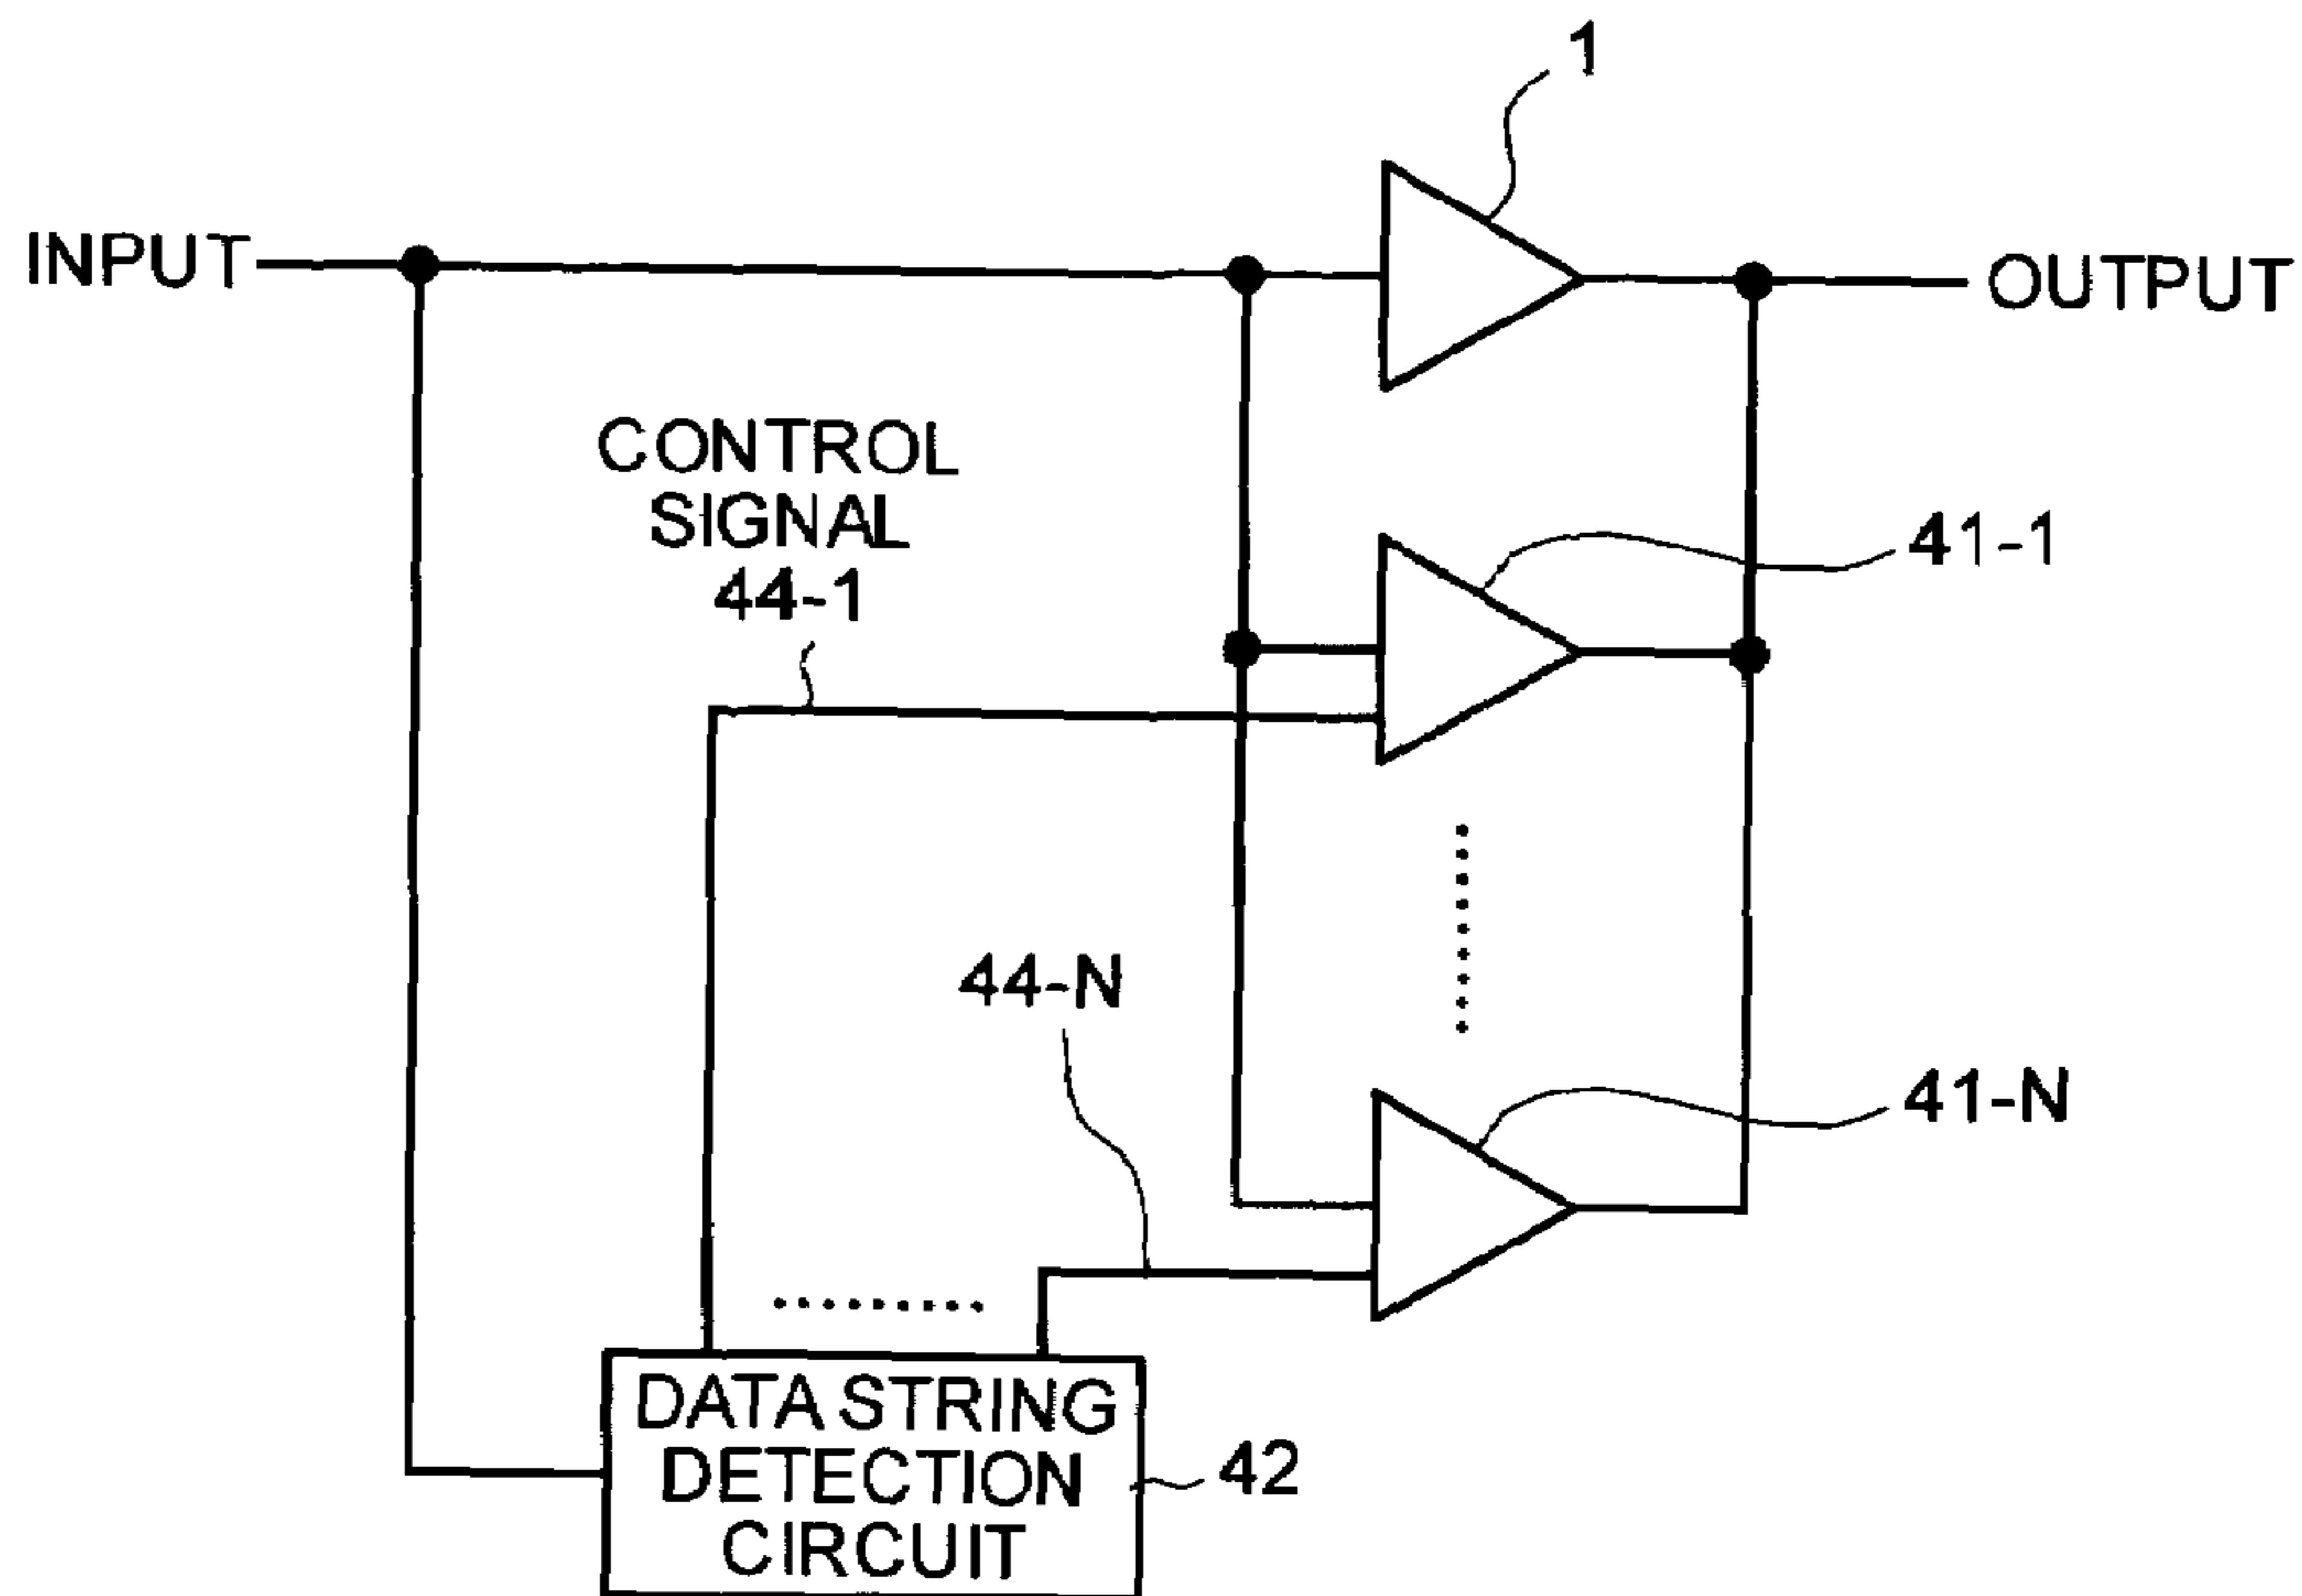 1
INPUT
OUTPUT
CONTROL
SIGNAL
44-1
41-1
44-N
41-N
DATA STRING
DETECTION
CIRCUIT
42